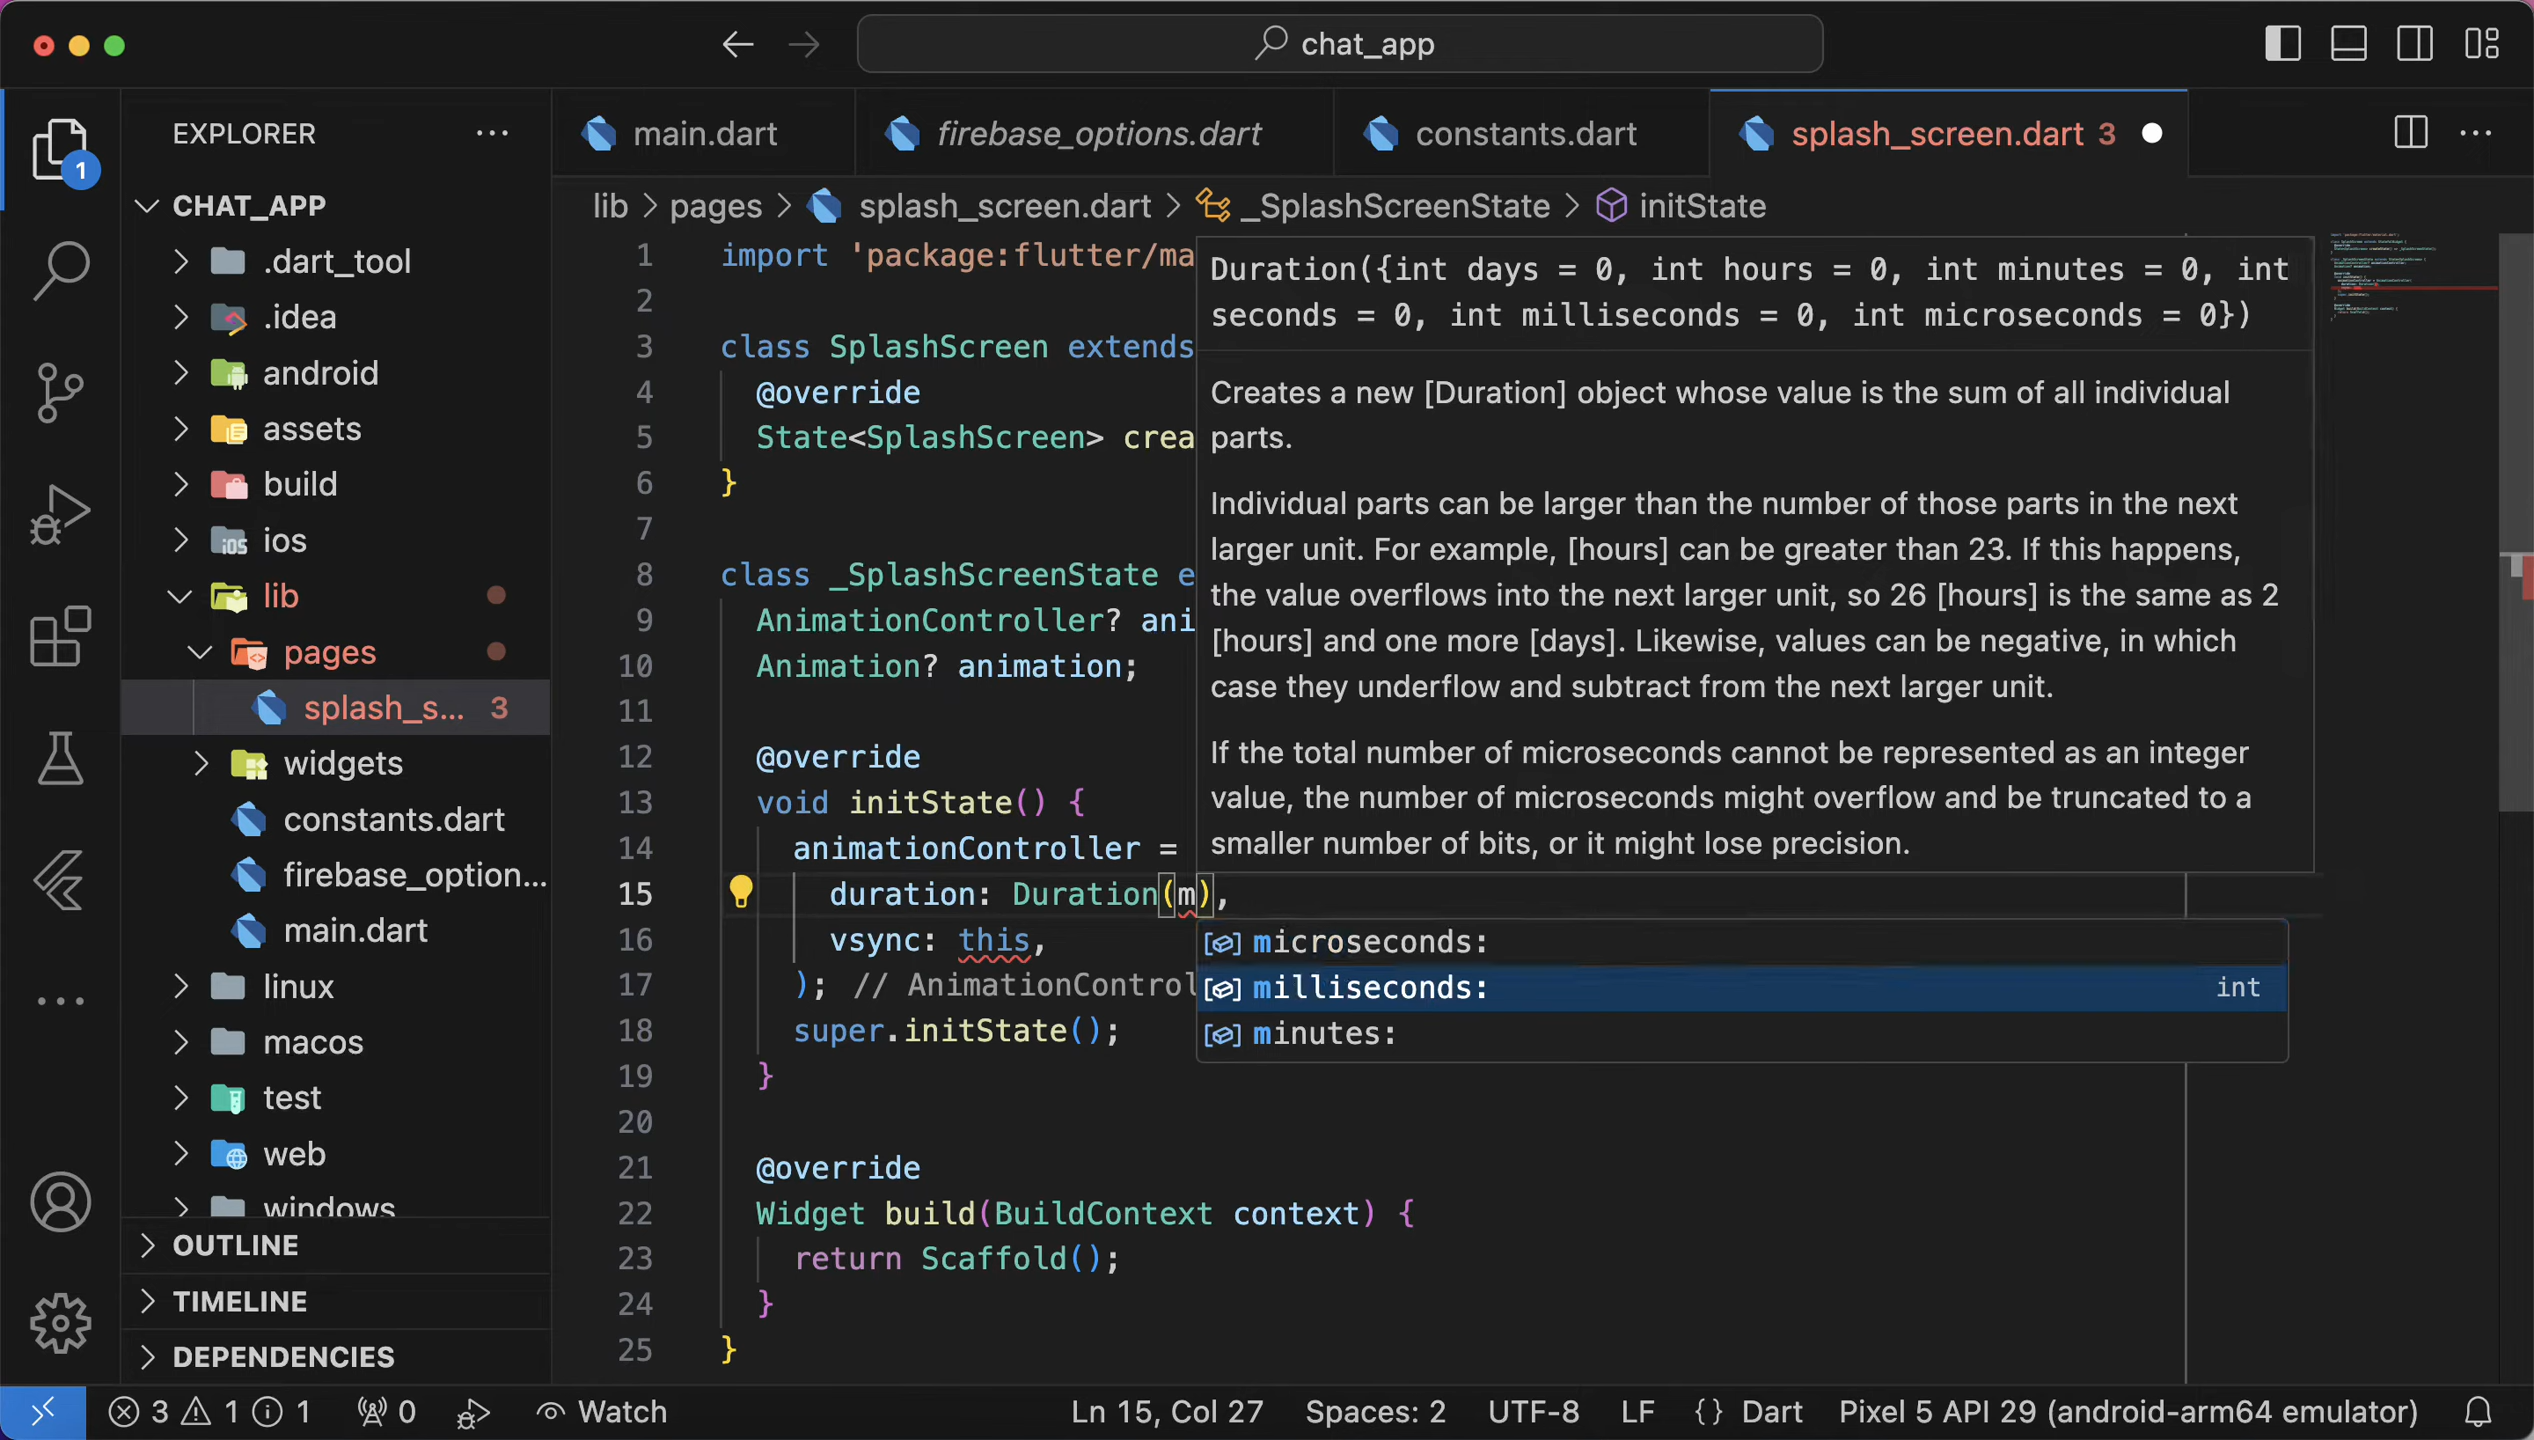 chat_app
EXPLORER
main.dart
firebase_options.dart
constants.dart
splash_screen.dart 3
1
CHAT_APP
.dart_tool
.idea
android
assets
build
ios
lib
pages
splash_s... 3
widgets
constants.dart
firebase_option...
main.dart
linux
macos
test
web
windows
OUTLINE
TIMELINE
DEPENDENCIES
lib > pages > splash_screen.dart > _SplashScreenState > initState
1 import 'package:flutter/ma
2
3 class SplashScreen extends
4 @override
5 State<SplashScreen> crea
6 }
7
8 class _SplashScreenState e
9 AnimationController? ani
10 Animation? animation;
11
12 @override
13 void initState() {
14 animationController =
15 duration: Duration(m),
16 vsync: this,
17 ); // AnimationControl
18 super.initState();
19 }
20
21 @override
22 Widget build(BuildContext context) {
23 return Scaffold();
24 }
25 }
Duration({int days = 0, int hours = 0, int minutes = 0, int
seconds = 0, int milliseconds = 0, int microseconds = 0})
Creates a new [Duration] object whose value is the sum of all individual
parts.
Individual parts can be larger than the number of those parts in the next
larger unit. For example, [hours] can be greater than 23. If this happens,
the value overflows into the next larger unit, so 26 [hours] is the same as 2
[hours] and one more [days]. Likewise, values can be negative, in which
case they underflow and subtract from the next larger unit.
If the total number of microseconds cannot be represented as an integer
value, the number of microseconds might overflow and be truncated to a
smaller number of bits, or it might lose precision.
microseconds:
milliseconds: int
minutes:
3 1 1 0 Watch Ln 15, Col 27 Spaces: 2 UTF-8 LF {} Dart Pixel 5 API 29 (android-arm64 emulator)